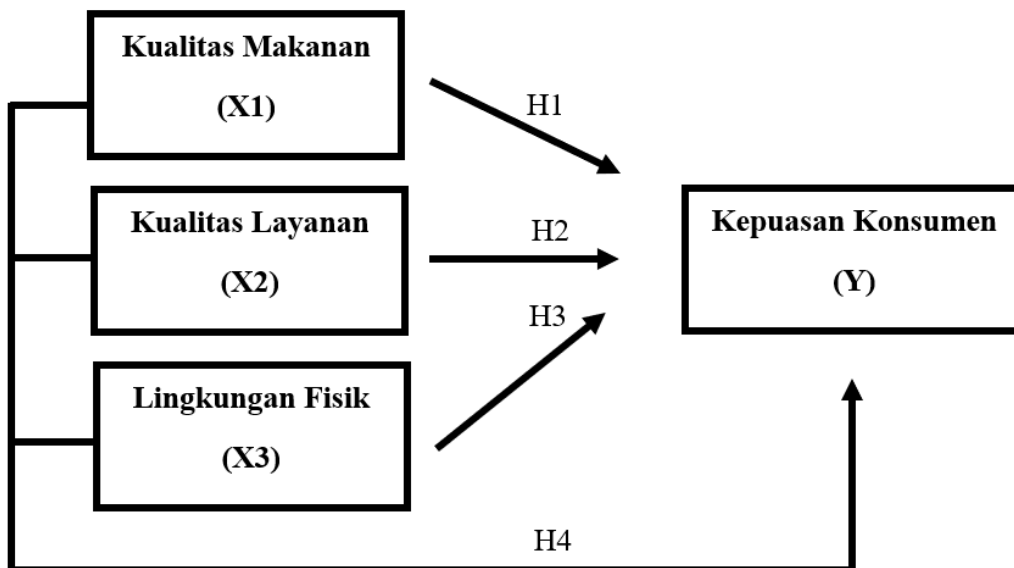 Kualitas Makanan
(X1)
H1
Kualitas Layanan
(X2)
H2
Kepuasan Konsumen
(Y)
H3
Lingkungan Fisik
(X3)
H4